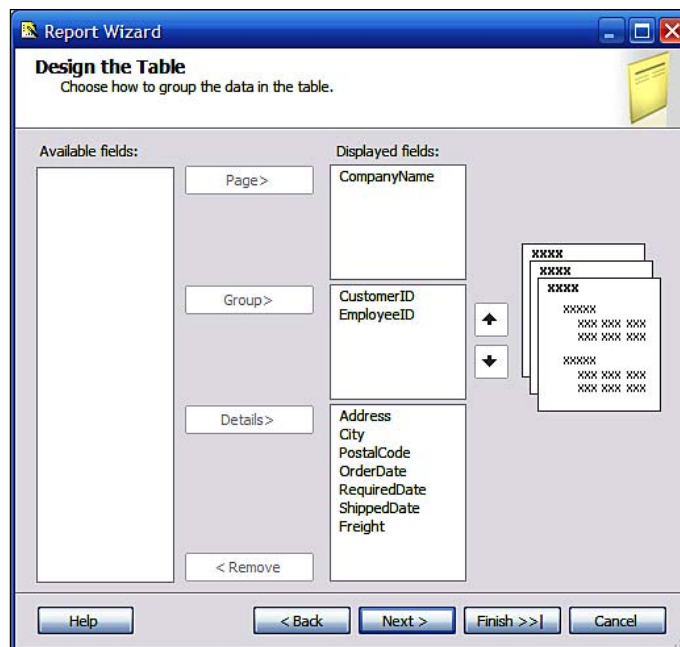 Report Wizard
Design the Table
Choose how to group the data in the table.
Available fields:
Displayed fields:
Page>
CompanyName
Group>
CustomerID
EmployeeID
Details>
Address
City
PostalCode
OrderDate
RequiredDate
ShippedDate
Freight
< Remove
xxxx
xxxx
xxxx
xxxxx
xxx xxx xxx
xxx xxx xxx
xxxxx
xxx xxx xxx
xxx xxx xxx
Help
< Back
Next >
Finish >>|
Cancel